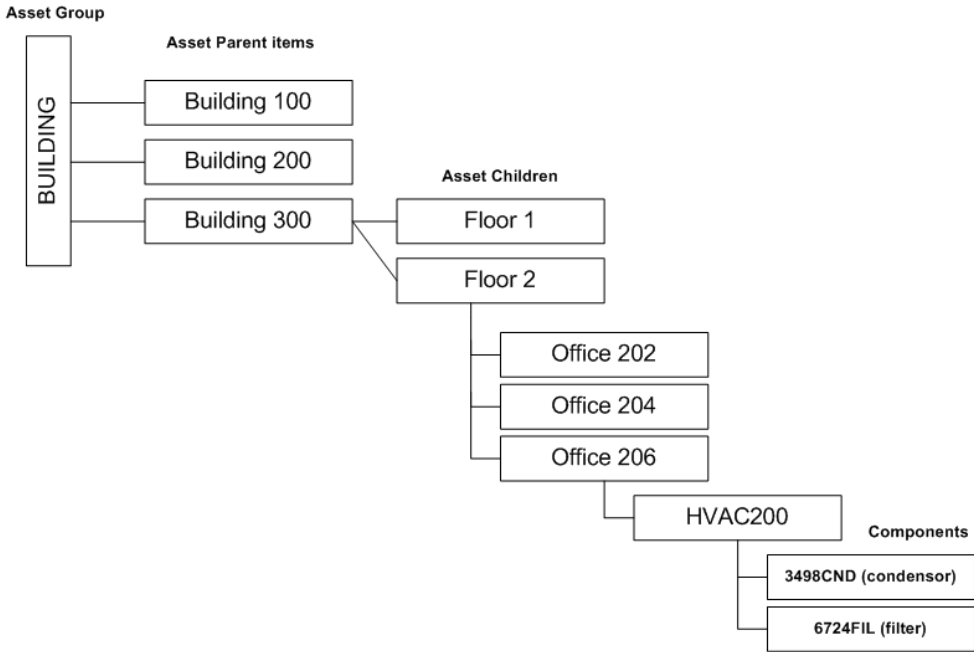 Asset Group
Asset Parent items
BUILDING
Building 100
Building 200
Asset Children
Building 300
Floor 1
Floor 2
Office 202
Office 204
Office 206
HVAC200
Components
3498CND (condensor)
6724FIL (filter)